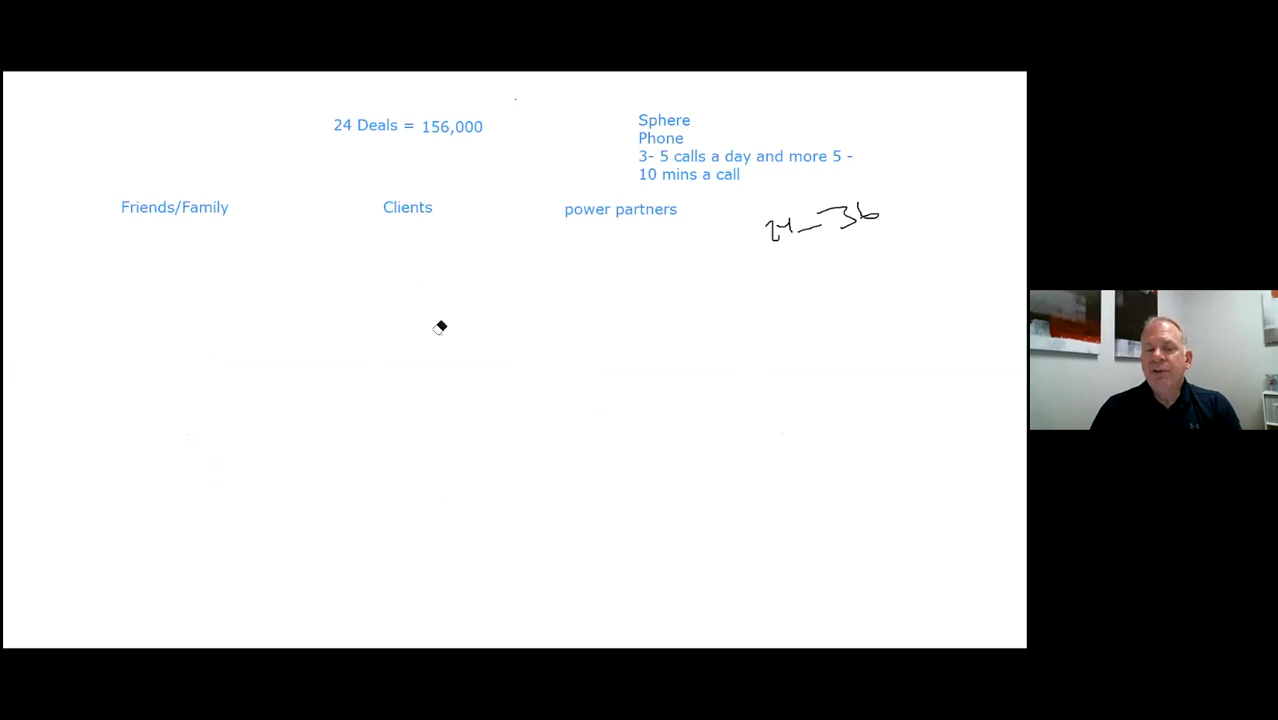 24 Deals = 156,000
Sphere
Phone
3- 5 calls a day and more 5 -
10 mins a call
Friends/Family
Clients
power partners
24 - 36